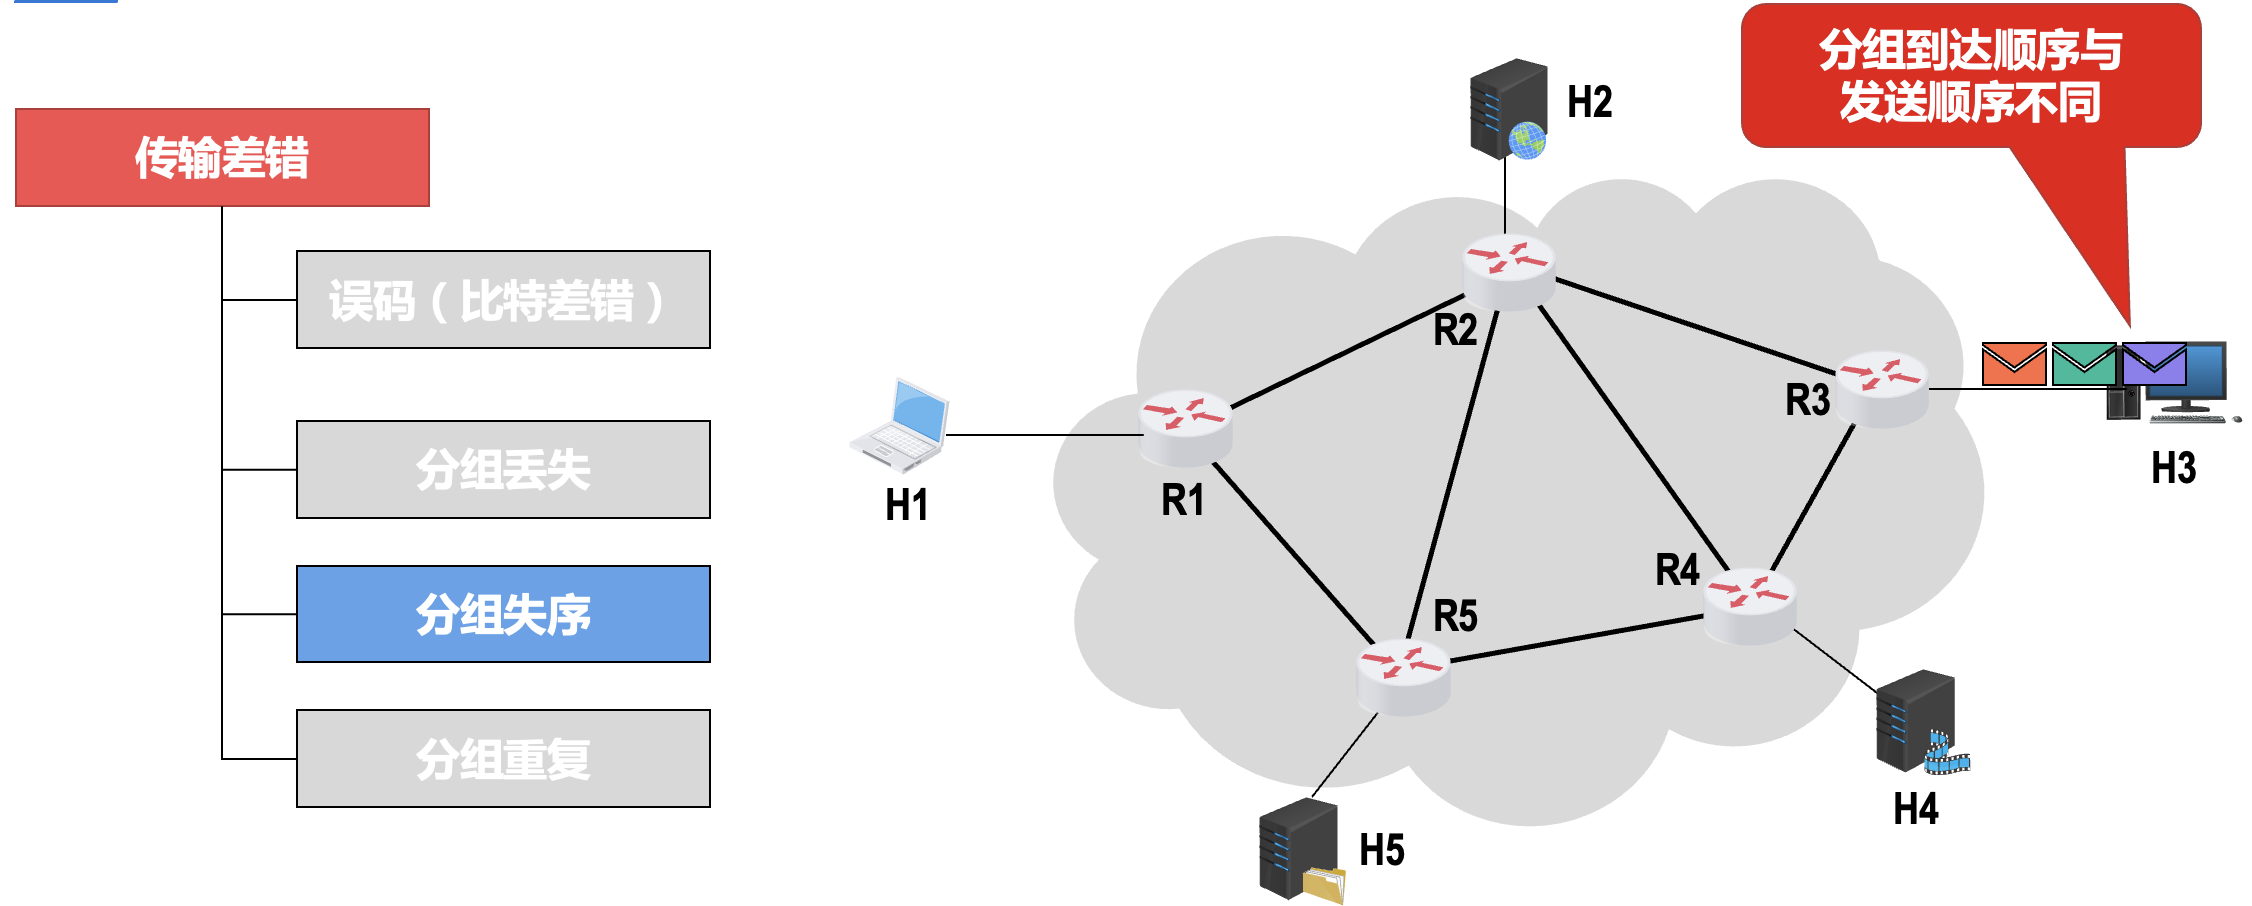 传输差错
误码（比特差错）
分组丢失
分组失序
分组重复
分组到达顺序与
发送顺序不同
H2
R2
R3
H3
H1
R1
R4
R5
H4
H5